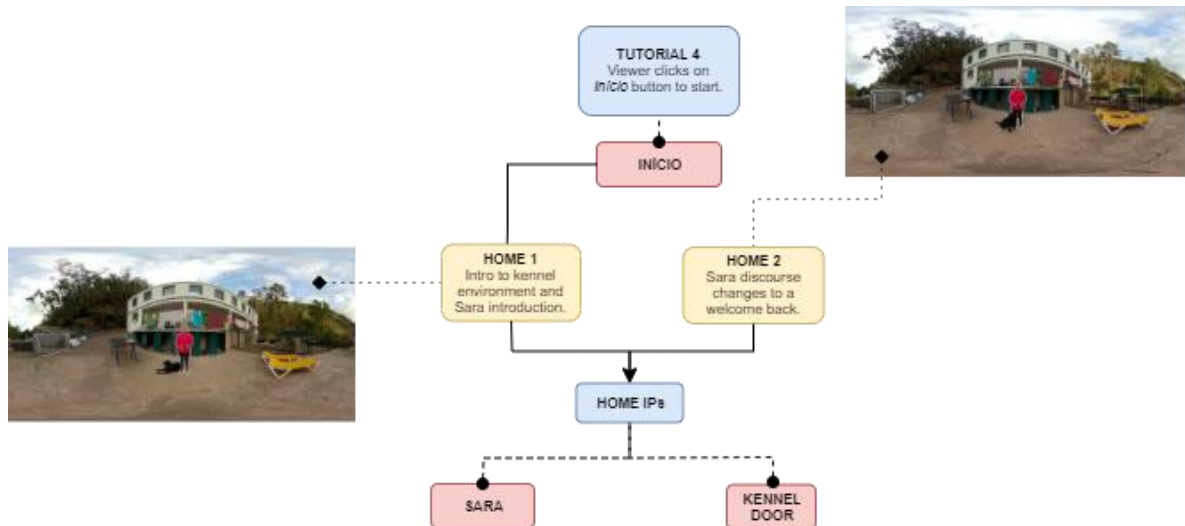 TUTORIAL 4
Viewer clicks on
Início button to start.
INÍCIO
HOME 1
Intro to kennel
environment and
Sara introduction.
HOME 2
Sara discourse
changes to a
welcome back.
HOME IPs
SARA
KENNEL
DOOR